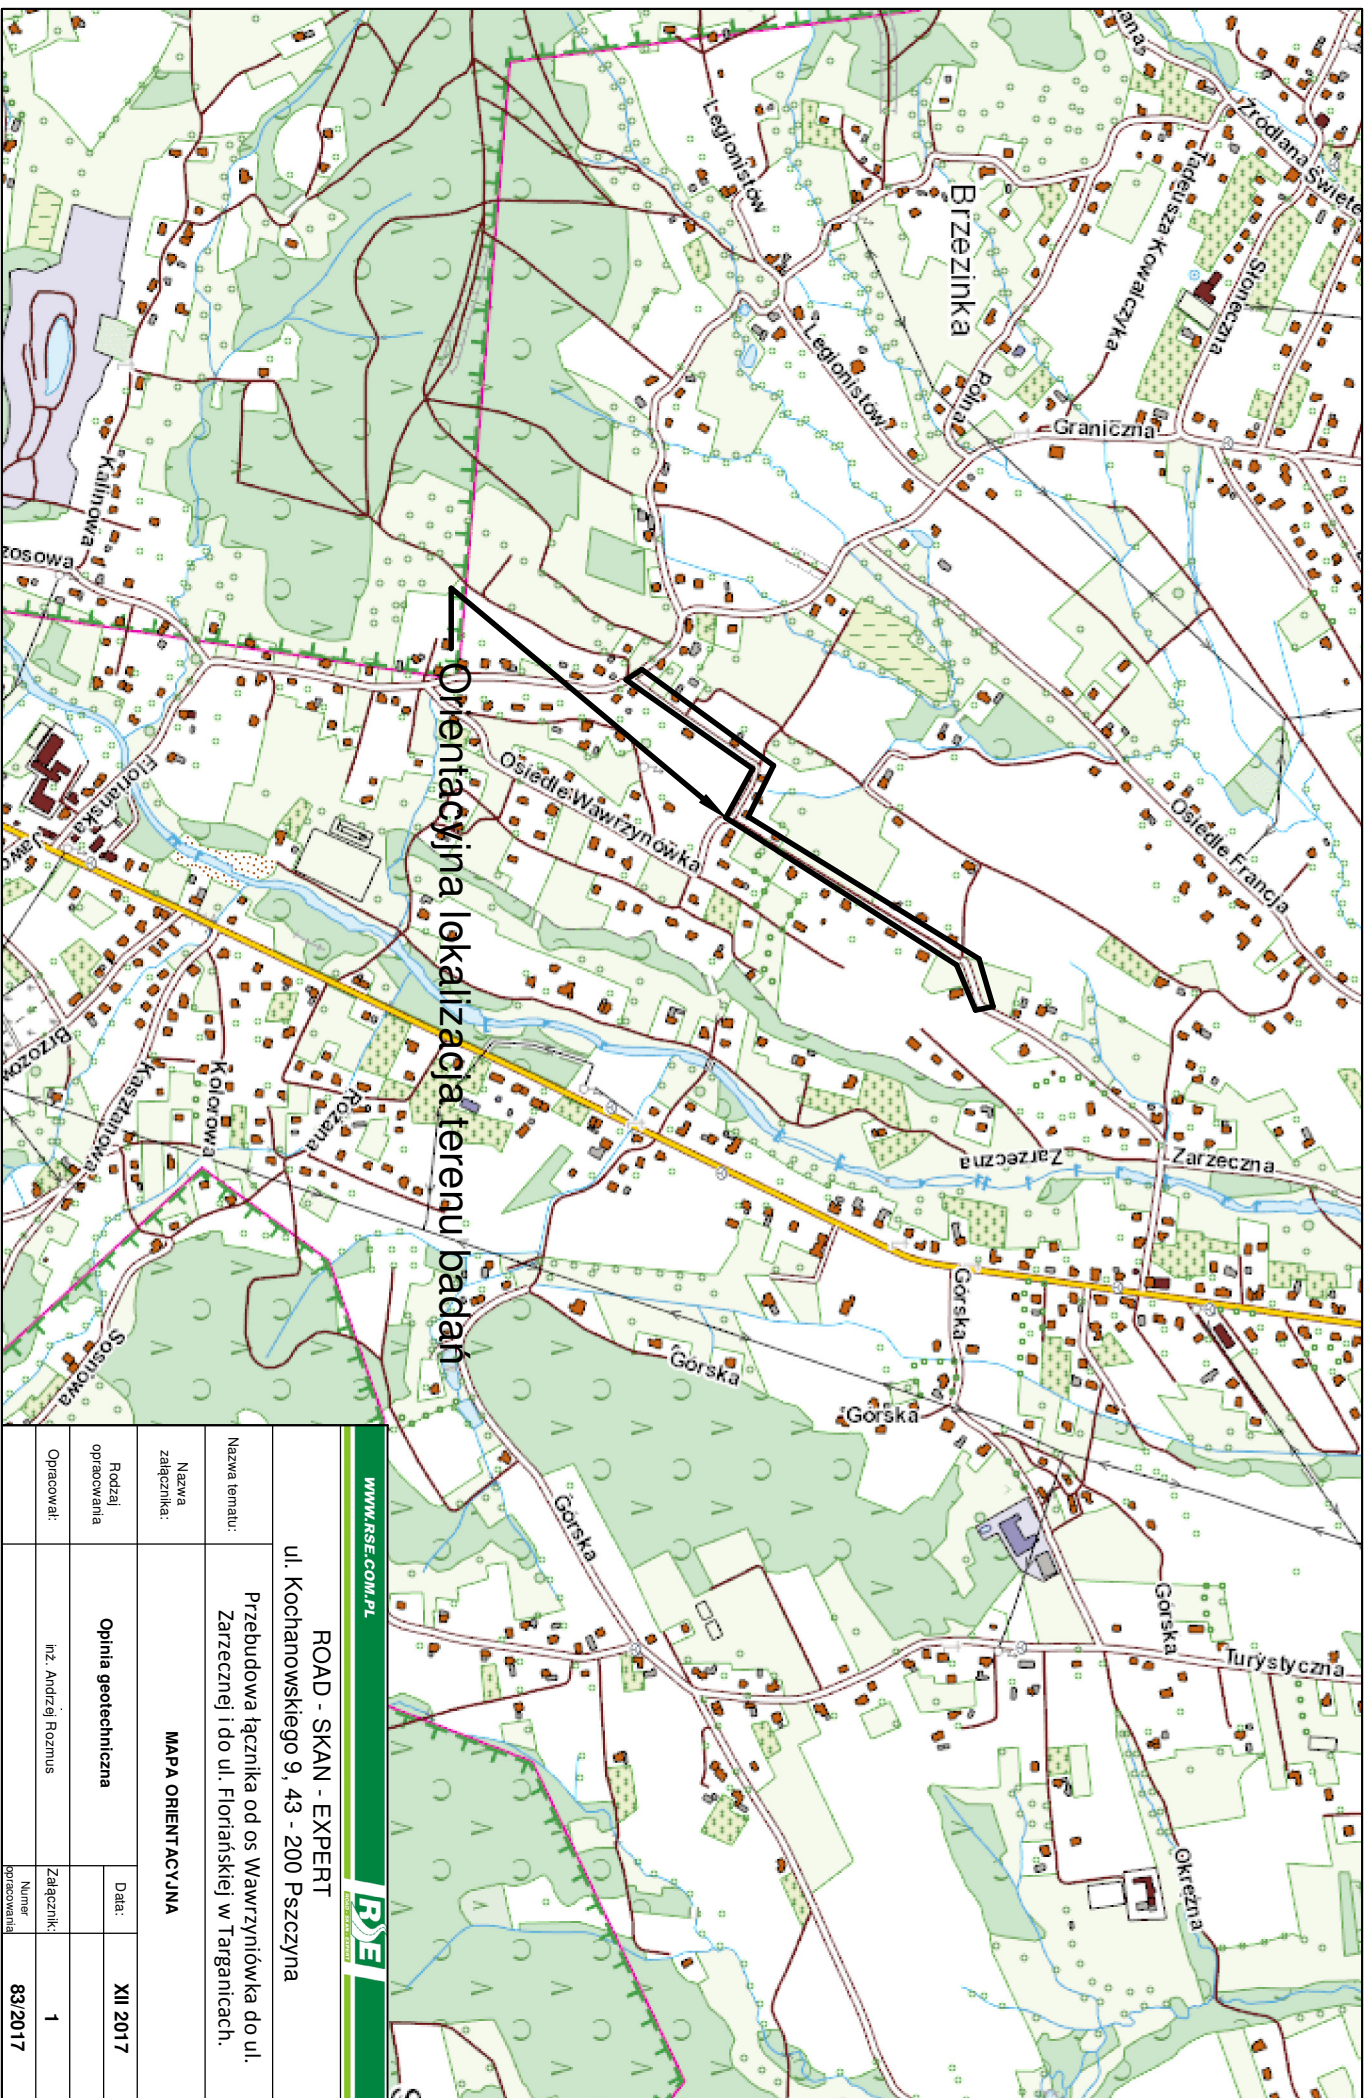 Brzezinka
Źródlana
Słoneczna
Tadeusza Kowalczyka
Legionistów
Legionistów
Polna
Graniczna
Kalinowa
zosowa
Floriańska
Osiedle Wawrzynówka
Osiedle Francja
Orientacyjna lokalizacja terenu badań
Zarzeczna
Zarzeczna
Brzozow
Kasztanowa
Kolorowa
Różana
Sosnowa
Górska
Górska
Górska
Górska
Górska
Turystyczna
Okrężna
WWW.RSE.COM.PL
RSE
ROAD - SKAN - EXPERT
ul. Kochanowskiego 9, 43 - 200 Pszczyna
Nazwa tematu:
Przebudowa łącznika od os Wawrzyniówka do ul.
Zarzecznej i do ul. Floriańskiej w Targanicach.
Nazwa
załącznika:
MAPA ORIENTACYJNA
Rodzaj
opraocwania
Opinia geotechniczna
Data:
XII 2017
Opracował:
inż. Andrzej Rozmus
Załącznik:
1
Numer
opracowania
83/2017